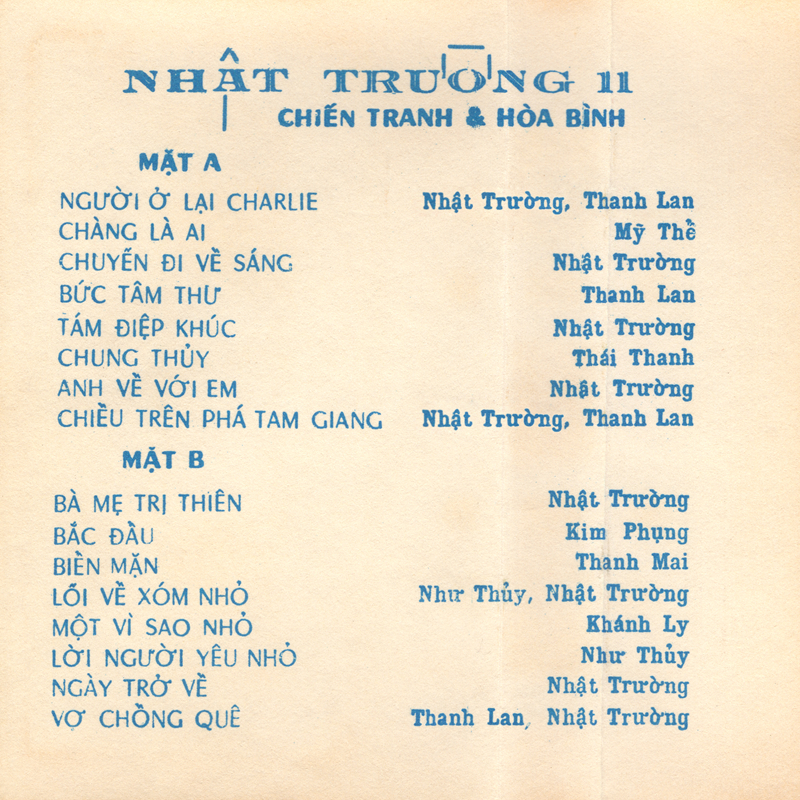 NHẬT TRƯỜNG 11
CHIẾN TRANH & HÒA BÌNH
MẶT A
NGƯỜI Ở LẠI CHARLIE Nhật Trường, Thanh Lan
CHÀNG LÀ AI Mỹ Thể
CHUYẾN ĐI VỀ SÁNG Nhật Trường
BỨC TÂM THƯ Thanh Lan
TÁM ĐIỆP KHÚC Nhật Trường
CHUNG THỦY Thái Thanh
ANH VỀ VỚI EM Nhật Trường
CHIỀU TRÊN PHÁ TAM GIANG Nhật Trường, Thanh Lan
MẶT B
BÀ MẸ TRỊ THIÊN Nhật Trường
BẮC ĐẦU Kim Phụng
BIỂN MẶN Thanh Mai
LỐI VỀ XÓM NHỎ Như Thủy, Nhật Trường
MỘT VÌ SAO NHỎ Khánh Ly
LỜI NGƯỜI YÊU NHỎ Như Thủy
NGÀY TRỞ VỀ Nhật Trường
VỢ CHỒNG QUÊ Thanh Lan, Nhật Trường